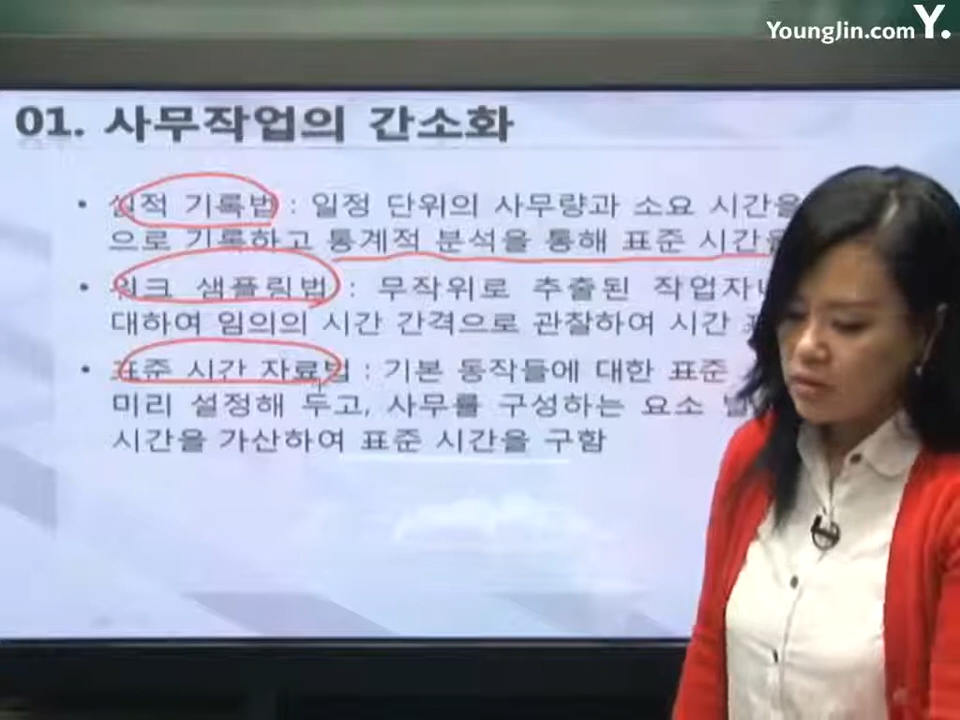 YoungJin.com Y.
01. 사무작업의 간소화
• 실적 기록법 : 일정 단위의 사무량과 소요 시간을
으로 기록하고 통계적 분석을 통해 표준 시간을
• 워크 샘플링법 : 무작위로 추출된 작업자
대하여 임의의 시간 간격으로 관찰하여 시간
• 표준 시간 자료법 : 기본 동작들에 대한 표준
미리 설정해 두고, 사무를 구성하는 요소
시간을 가산하여 표준 시간을 구함